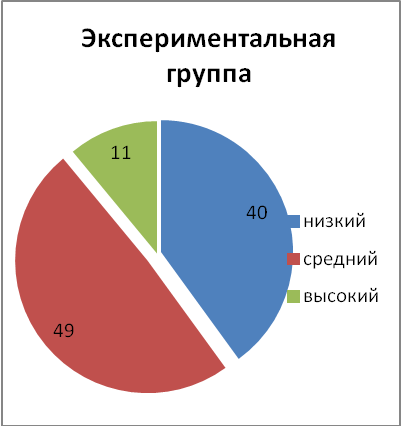 Экспериментальная
группа
11
40
низкий
средний
высокий
49